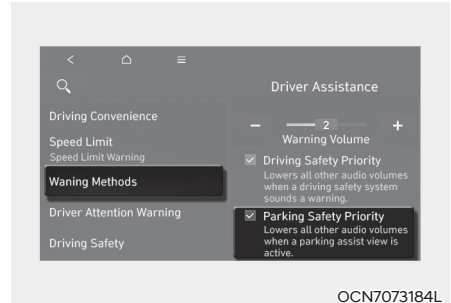 Driver Assistance
Driving Convenience
Speed Limit
Speed Limit Warning
Waning Methods
Driver Attention Warning
Driving Safety
− 2 +
Warning Volume
Driving Safety Priority
Lowers all other audio volumes
when a driving safety system
sounds a warning.
Parking Safety Priority
Lowers all other audio volumes
when a parking assist view is
active.
OCN7073184L